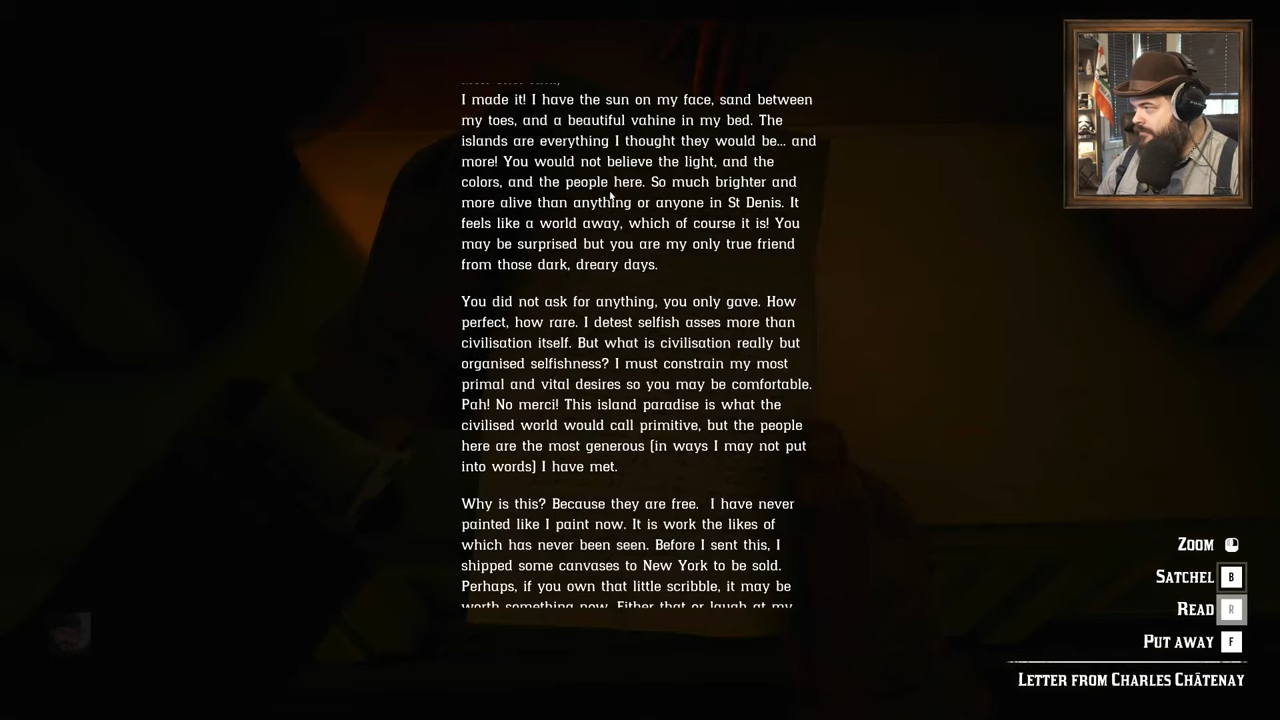 I made it! I have the sun on my face, sand between
my toes, and a beautiful vahine in my bed. The
islands are everything I thought they would be... and
more! You would not believe the light, and the
colors, and the people here. So much brighter and
more alive than anything or anyone in St Denis. It
feels like a world away, which of course it is! You
may be surprised but you are my only true friend
from those dark, dreary days.
You did not ask for anything, you only gave. How
perfect, how rare. I detest selfish asses more than
civilisation itself. But what is civilisation really but
organised selfishness? I must constrain my most
primal and vital desires so you may be comfortable.
Pah! No merci! This island paradise is what the
civilised world would call primitive, but the people
here are the most generous (in ways I may not put
into words) I have met.
Why is this? Because they are free. I have never
painted like I paint now. It is work the likes of
which has never been seen. Before I sent this, I
shipped some canvases to New York to be sold.
Perhaps, if you own that little scribble, it may be
worth something now. Either that or laugh at my
ZOOM
SATCHEL B
READ R
PUT AWAY F
LETTER FROM CHARLES CHÂTENAY